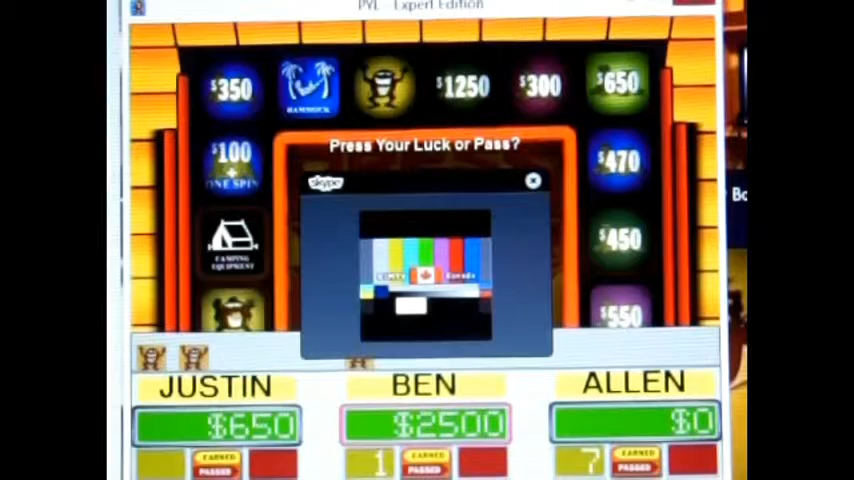 PYL - Expert Edition
$350
HAMMOCK
$1250
$300
$650
Press Your Luck or Pass?
$100
+
ONE SPIN
$470
skype
CAMPING
EQUIPMENT
$450
$550
JUSTIN
BEN
ALLEN
$650
$2500
$0
EARNED
PASSED
1
EARNED
PASSED
7
EARNED
PASSED